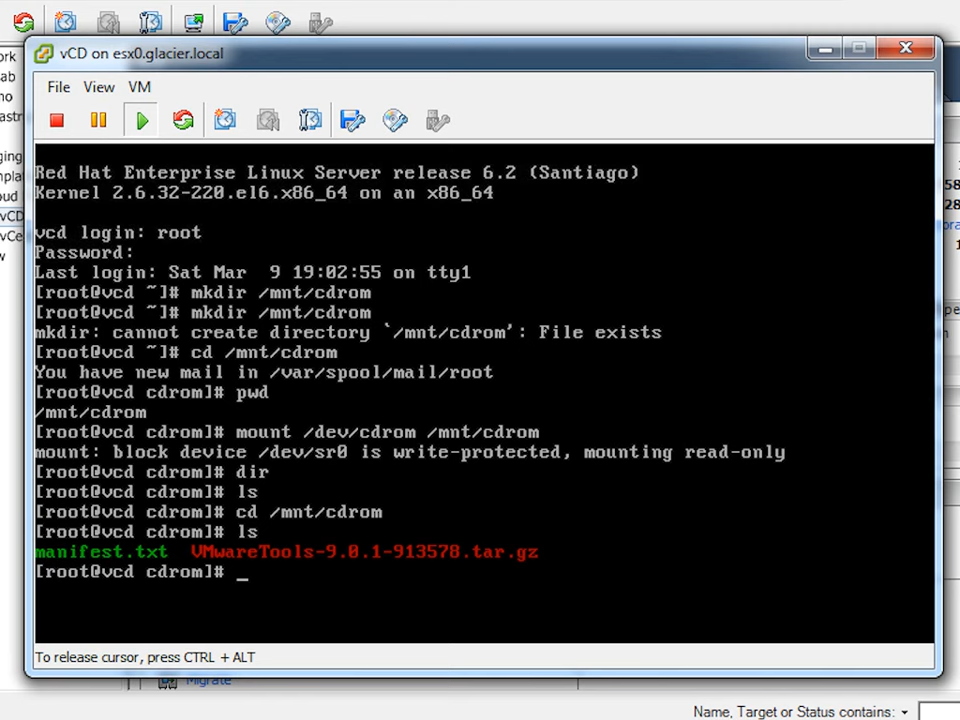 vCD on esx0.glacier.local
File View VM
Red Hat Enterprise Linux Server release 6.2 (Santiago)
Kernel 2.6.32-220.el6.x86_64 on an x86_64
vcd login: root
Password:
Last login: Sat Mar  9 19:02:55 on tty1
[root@vcd ~]# mkdir /mnt/cdrom
[root@vcd ~]# mkdir /mnt/cdrom
mkdir: cannot create directory `/mnt/cdrom': File exists
[root@vcd ~]# cd /mnt/cdrom
You have new mail in /var/spool/mail/root
[root@vcd cdrom]# pwd
/mnt/cdrom
[root@vcd cdrom]# mount /dev/cdrom /mnt/cdrom
mount: block device /dev/sr0 is write-protected, mounting read-only
[root@vcd cdrom]# dir
[root@vcd cdrom]# ls
[root@vcd cdrom]# cd /mnt/cdrom
[root@vcd cdrom]# ls
manifest.txt  VMwareTools-9.0.1-913578.tar.gz
[root@vcd cdrom]# _
To release cursor, press CTRL + ALT
Migrate
Name, Target or Status contains: